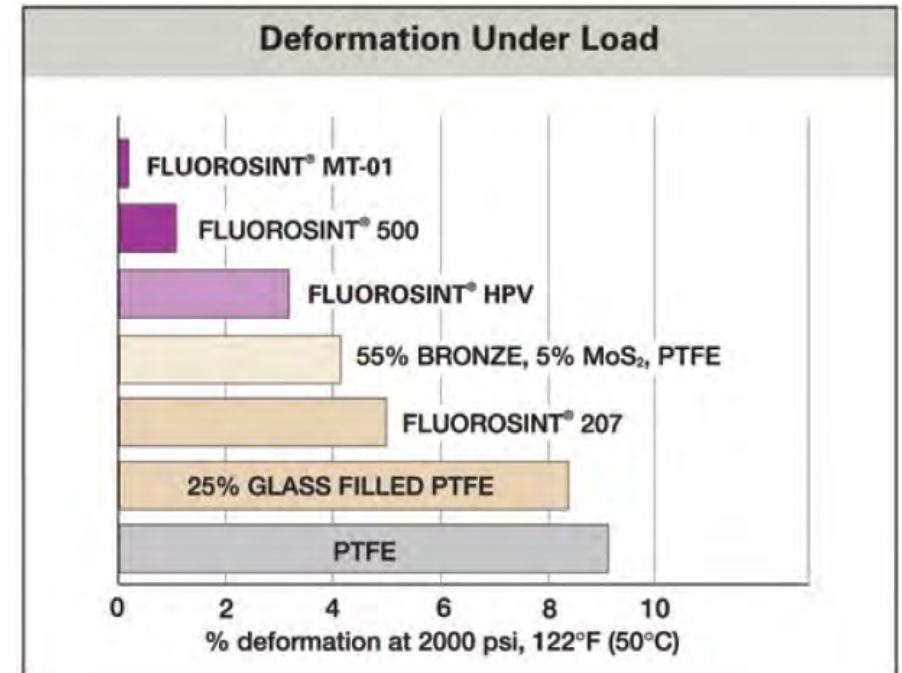 Deformation Under Load
FLUOROSINT® MT-01
FLUOROSINT® 500
FLUOROSINT® HPV
55% BRONZE, 5% MoS₂, PTFE
FLUOROSINT® 207
25% GLASS FILLED PTFE
PTFE
0 2 4 6 8 10
% deformation at 2000 psi, 122°F (50°C)